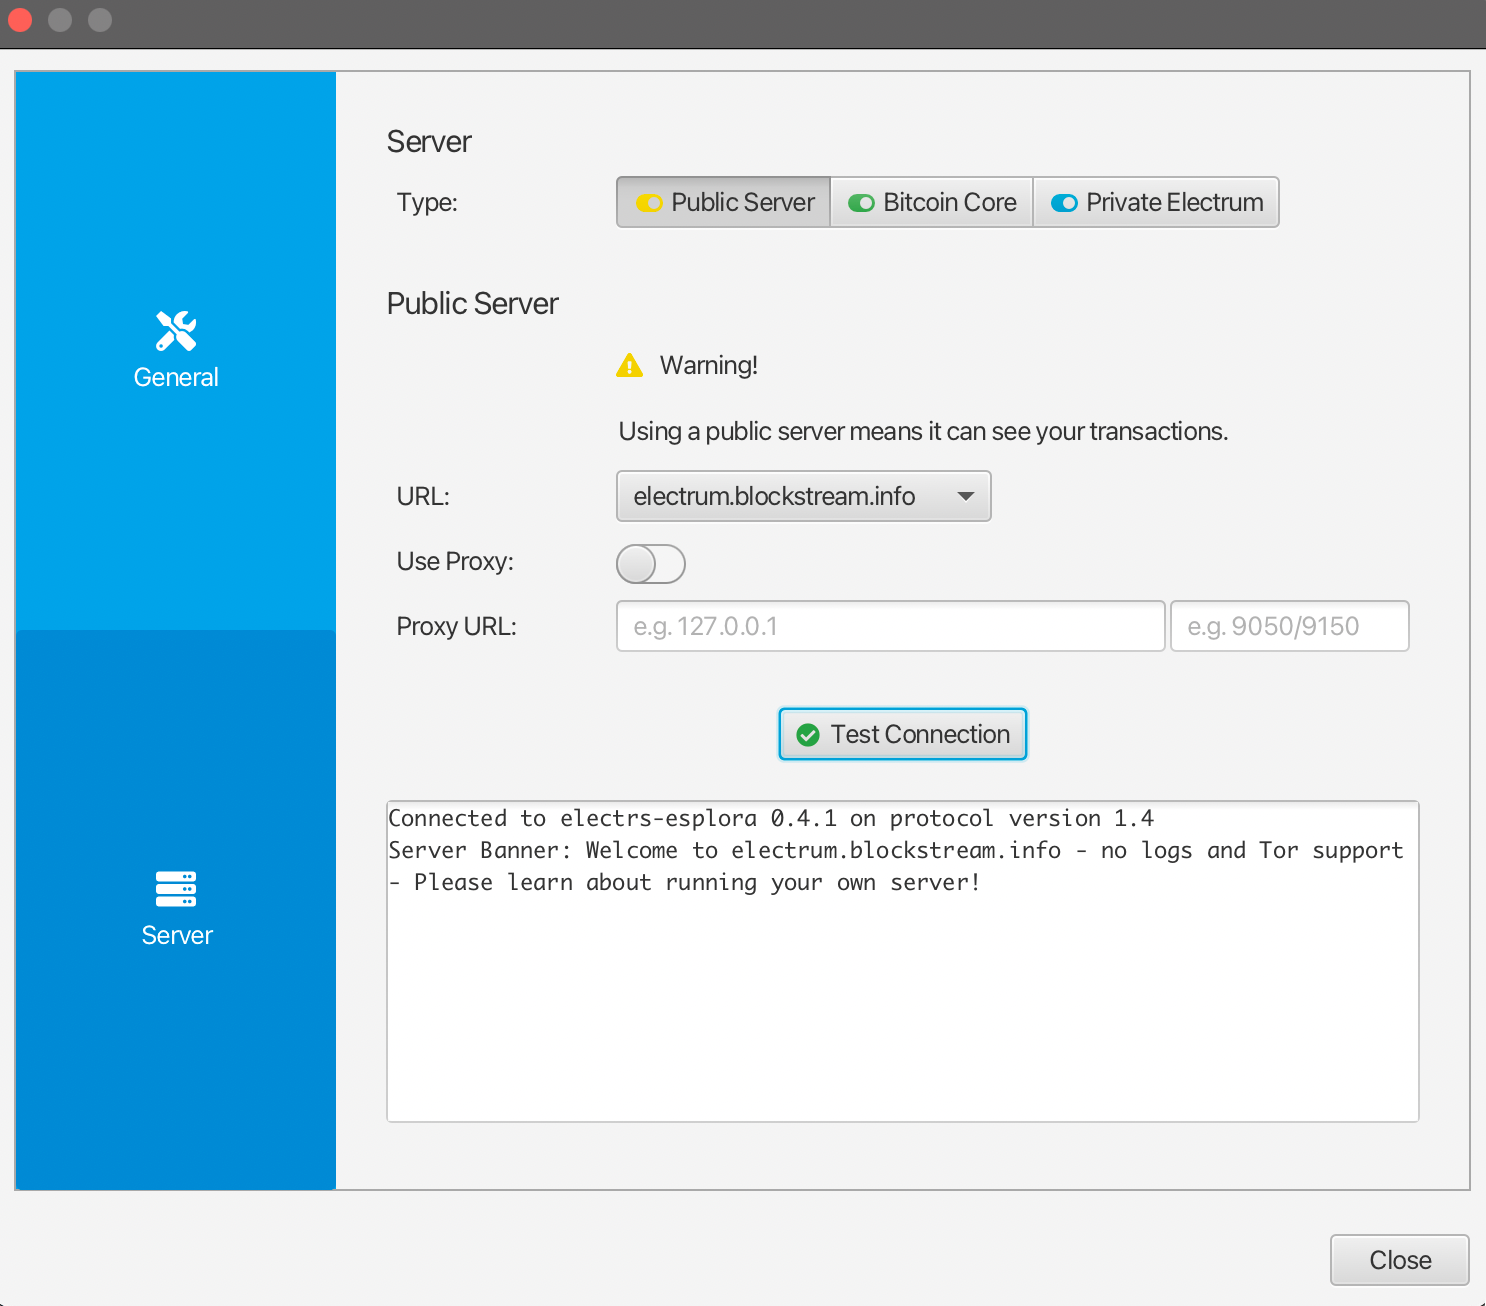 Server
Type:
Public Server
Bitcoin Core
Private Electrum
General
Public Server
Warning!
Using a public server means it can see your transactions.
URL:
electrum.blockstream.info
Use Proxy:
Proxy URL:
e.g. 127.0.0.1
e.g. 9050/9150
Test Connection
Connected to electrs-esplora 0.4.1 on protocol version 1.4
Server Banner: Welcome to electrum.blockstream.info - no logs and Tor support
- Please learn about running your own server!
Server
Close